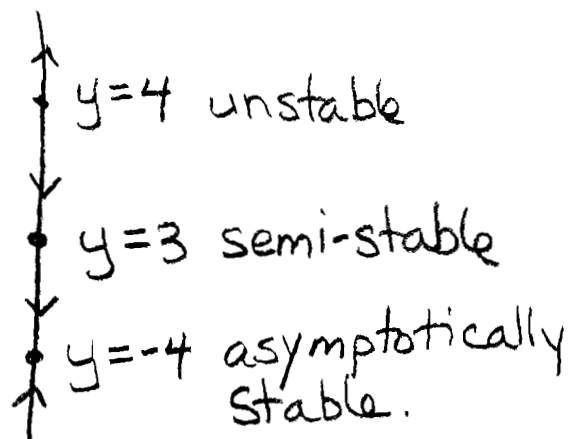 y=4 unstable
y=3 semi-stable
y=-4 asymptotically
Stable.